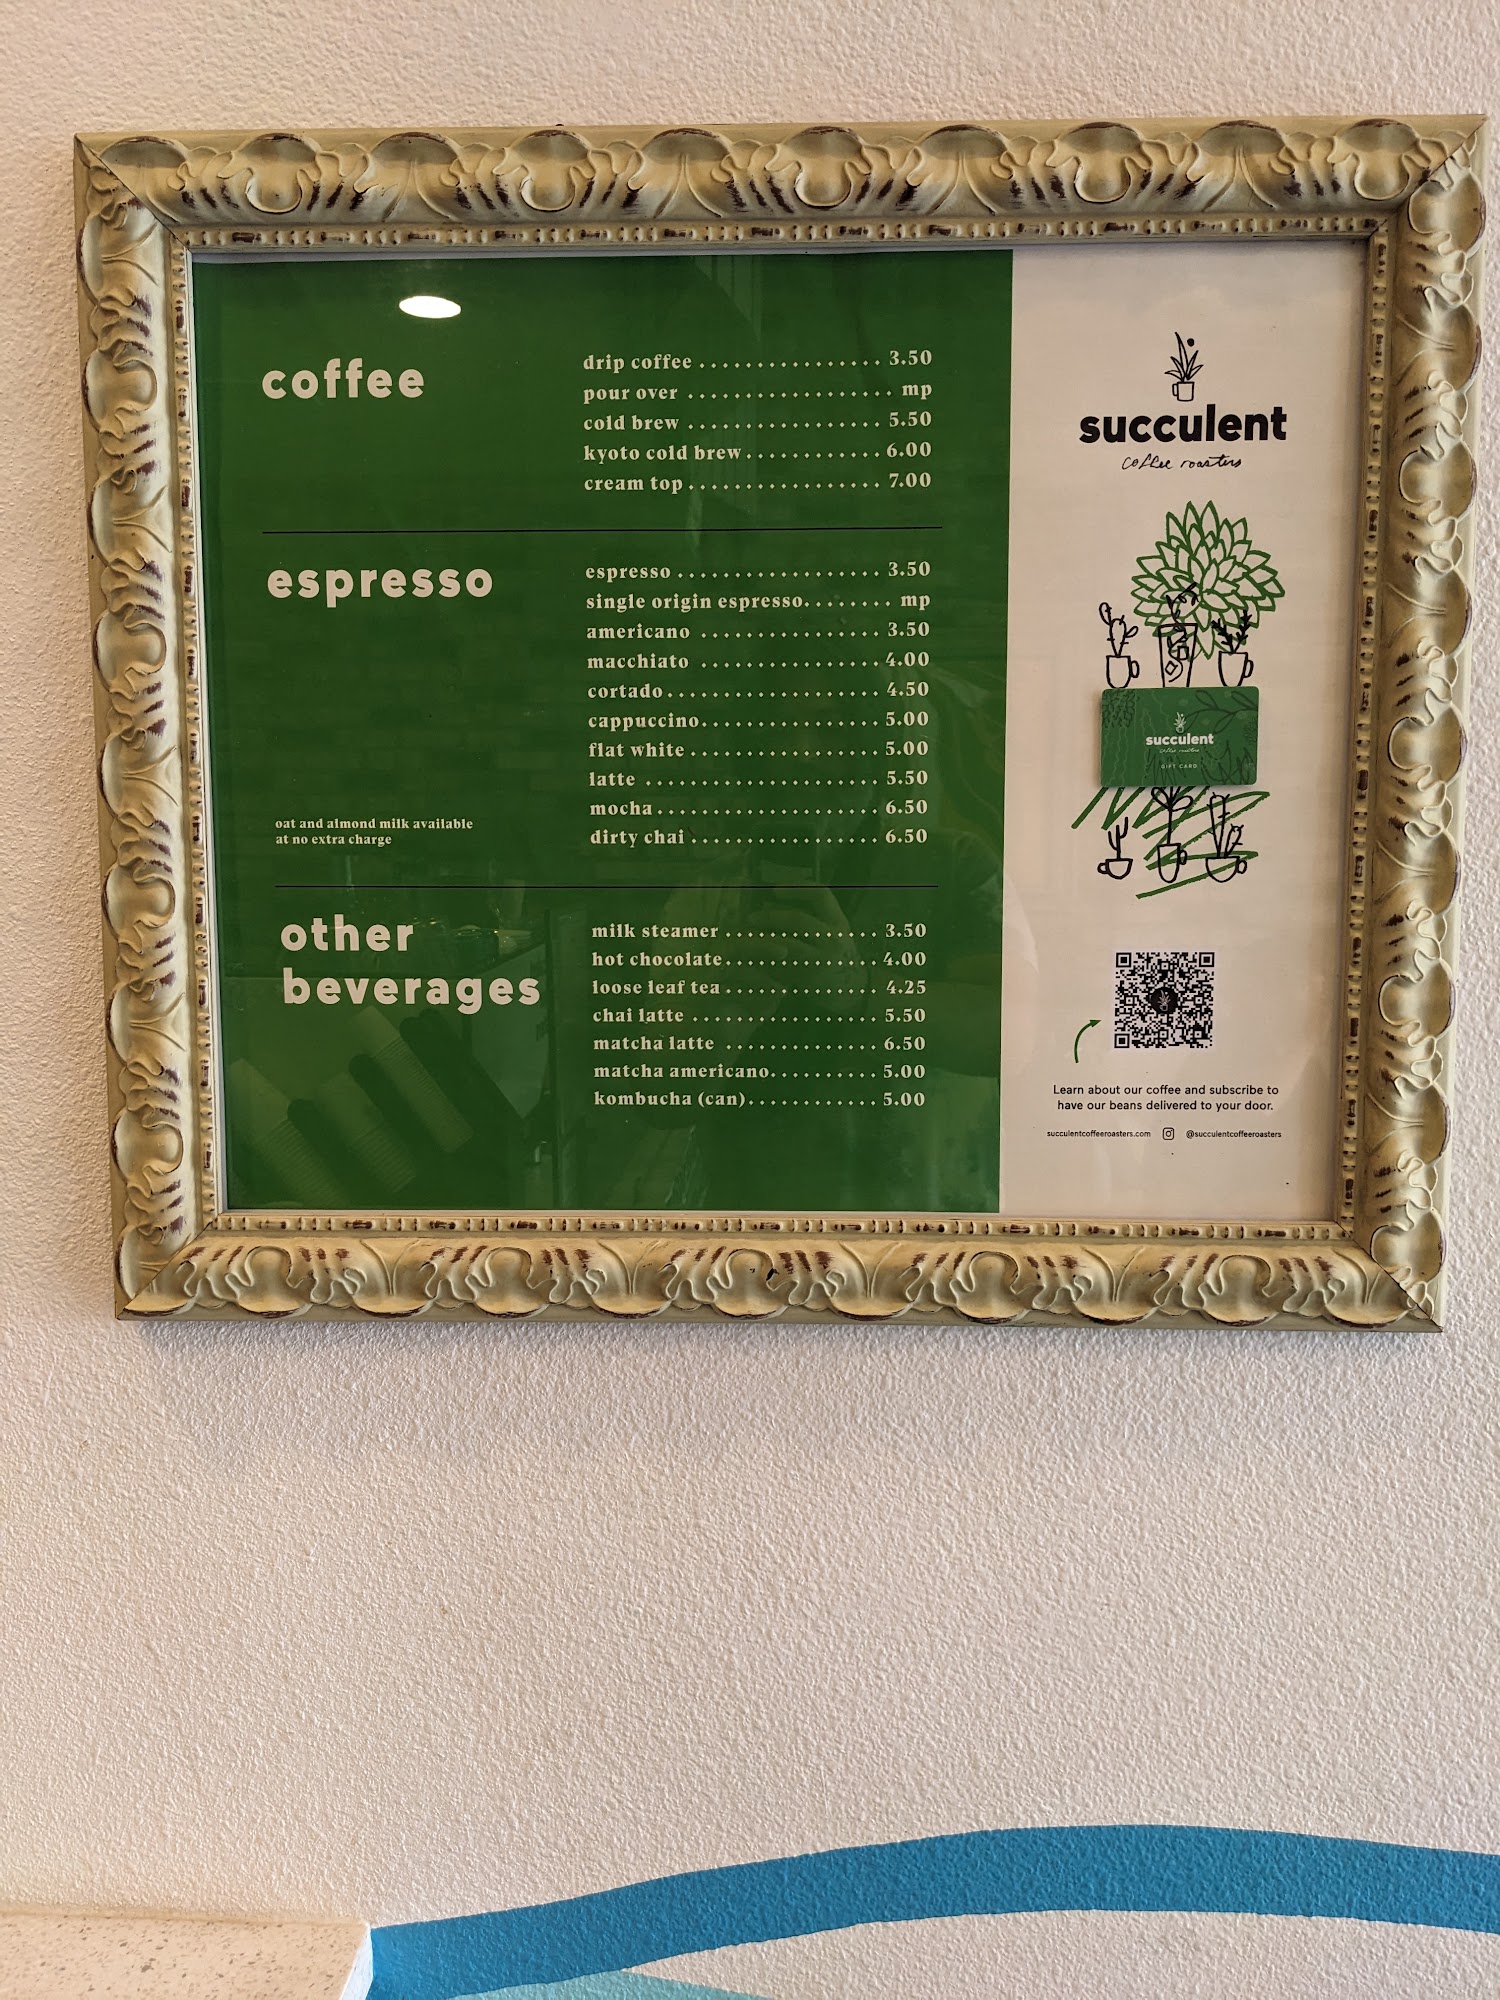 coffee
drip coffee ................ 3.50
pour over .................. mp
cold brew ................. 5.50
kyoto cold brew............ 6.00
cream top ................. 7.00
espresso
espresso .................. 3.50
single origin espresso........ mp
americano ................ 3.50
macchiato ................ 4.00
cortado................... 4.50
cappuccino................ 5.00
flat white ................. 5.00
latte ..................... 5.50
mocha.................... 6.50
dirty chai ................. 6.50
oat and almond milk available
at no extra charge
other
beverages
milk steamer .............. 3.50
hot chocolate.............. 4.00
loose leaf tea .............. 4.25
chai latte ................. 5.50
matcha latte .............. 6.50
matcha americano.......... 5.00
kombucha (can)............ 5.00
succulent
coffee roasters
succulent
coffee roasters
GIFT CARD
Learn about our coffee and subscribe to
have our beans delivered to your door.
succulentcoffeeroasters.com @succulentcoffeeroasters